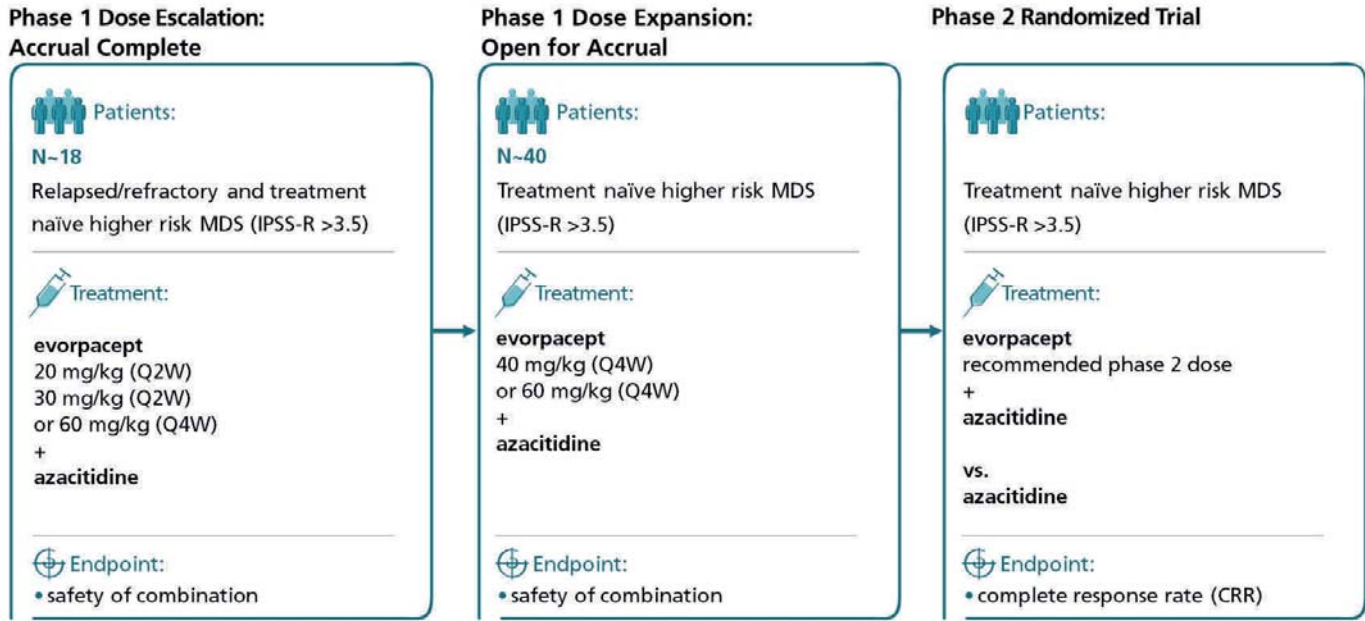 Phase 1 Dose Escalation:
Accrual Complete
Patients:
N~18
Relapsed/refractory and treatment
naïve higher risk MDS (IPSS-R >3.5)
Treatment:
evorpacept
20 mg/kg (Q2W)
30 mg/kg (Q2W)
or 60 mg/kg (Q4W)
+
azacitidine
Endpoint:
• safety of combination
Phase 1 Dose Expansion:
Open for Accrual
Patients:
N~40
Treatment naïve higher risk MDS
(IPSS-R >3.5)
Treatment:
evorpacept
40 mg/kg (Q4W)
or 60 mg/kg (Q4W)
+
azacitidine
Endpoint:
• safety of combination
Phase 2 Randomized Trial
Patients:
Treatment naïve higher risk MDS
(IPSS-R >3.5)
Treatment:
evorpacept
recommended phase 2 dose
+
azacitidine
vs.
azacitidine
Endpoint:
• complete response rate (CRR)